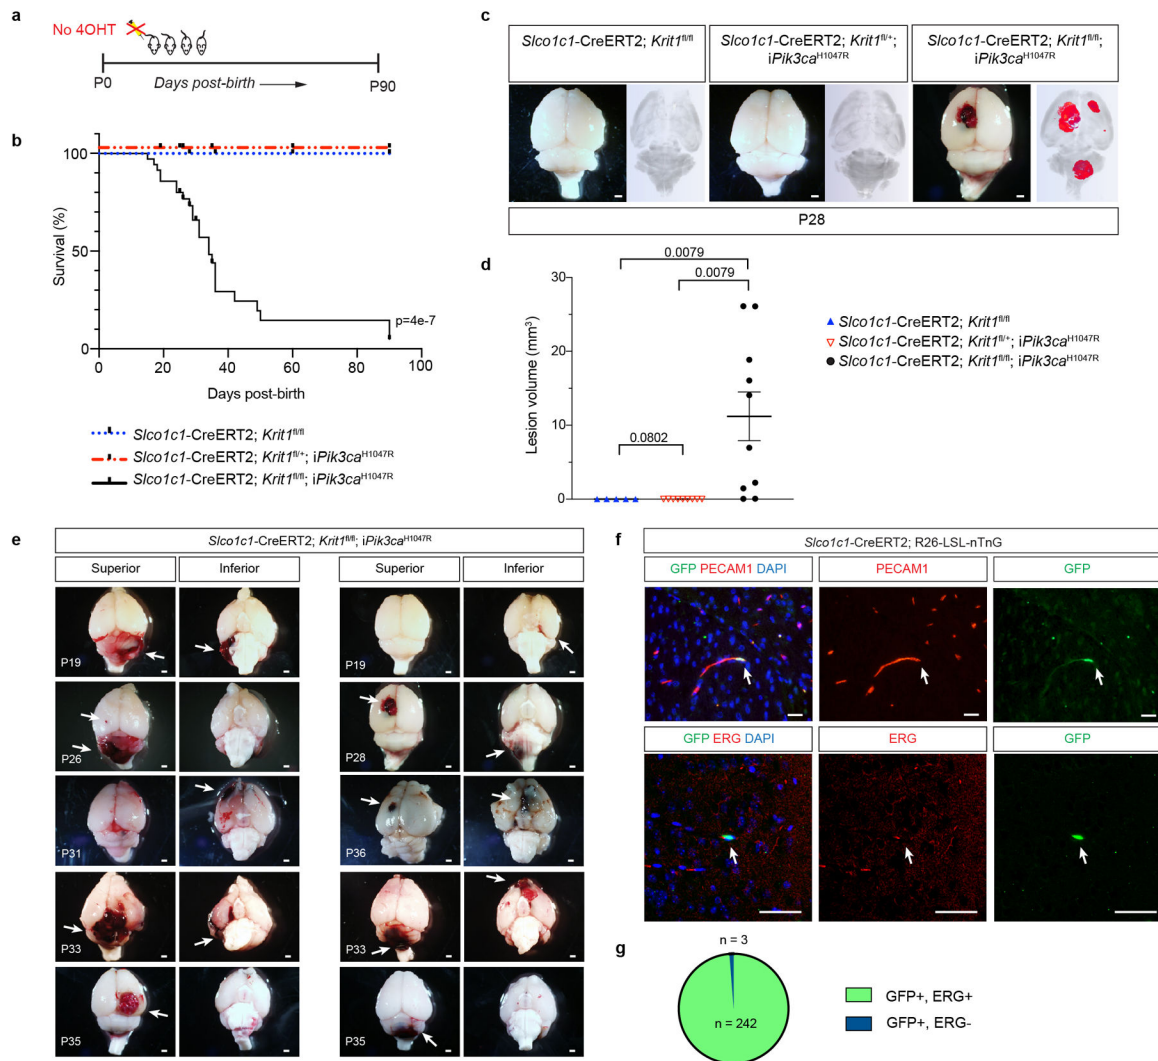 a
No 4OHT
P0
Days post-birth
P90
b
Survival (%)
100
50
0
0
20
40
60
80
100
p=4e-7
Days post-birth
Slco1c1-CreERT2; Krit1fl/fl
Slco1c1-CreERT2; Krit1fl/+; iPik3caH1047R
Slco1c1-CreERT2; Krit1fl/fl; iPik3caH1047R
c
Slco1c1-CreERT2; Krit1fl/fl
Slco1c1-CreERT2; Krit1fl/+;
iPik3caH1047R
Slco1c1-CreERT2; Krit1fl/fl;
iPik3caH1047R
P28
d
Lesion volume (mm³)
30
20
10
0
0.0079
0.0079
0.0802
Slco1c1-CreERT2; Krit1fl/fl
Slco1c1-CreERT2; Krit1fl/+; iPik3caH1047R
Slco1c1-CreERT2; Krit1fl/fl; iPik3caH1047R
e
Slco1c1-CreERT2; Krit1fl/fl; iPik3caH1047R
Superior
Inferior
Superior
Inferior
P19
P19
P26
P28
P31
P36
P33
P33
P35
P35
f
Slco1c1-CreERT2; R26-LSL-nTnG
GFP PECAM1 DAPI
PECAM1
GFP
GFP ERG DAPI
ERG
GFP
g
n = 3
n = 242
GFP+, ERG+
GFP+, ERG-